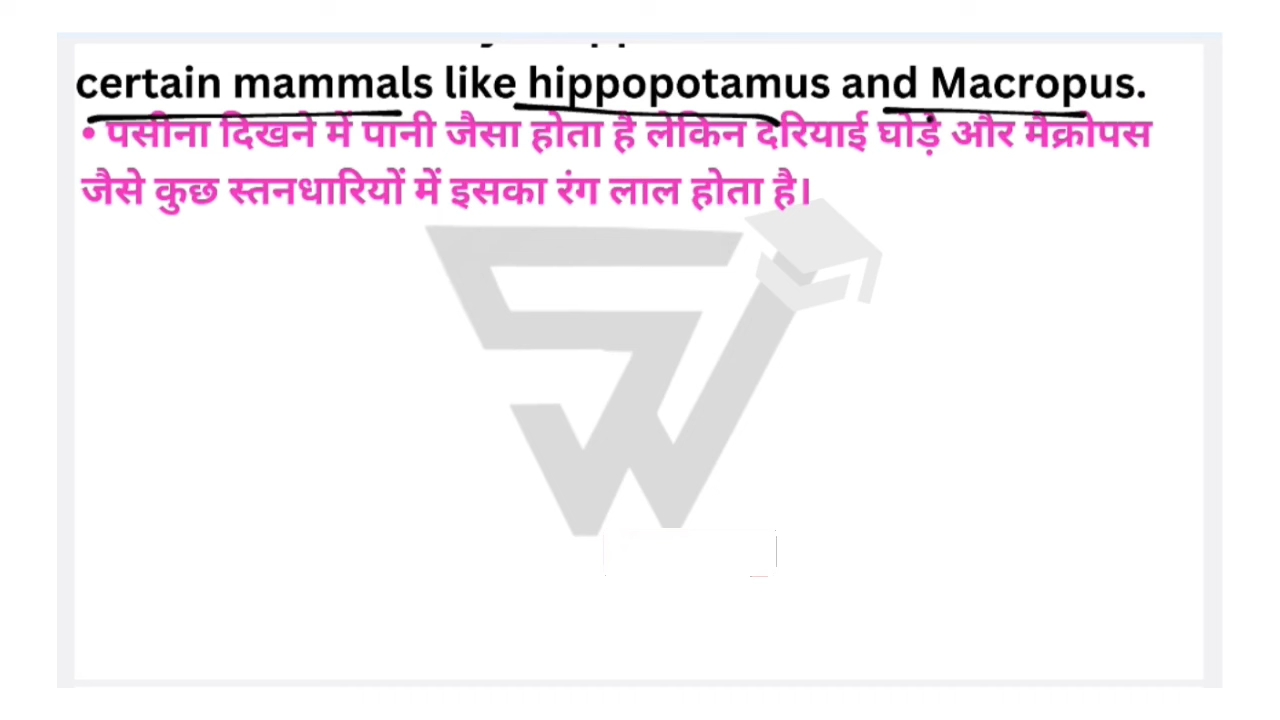 certain mammals like hippopotamus and Macropus.
• पसीना दिखने में पानी जैसा होता है लेकिन दरियाई घोड़े और मैक्रोपस
जैसे कुछ स्तनधारियों में इसका रंग लाल होता है।